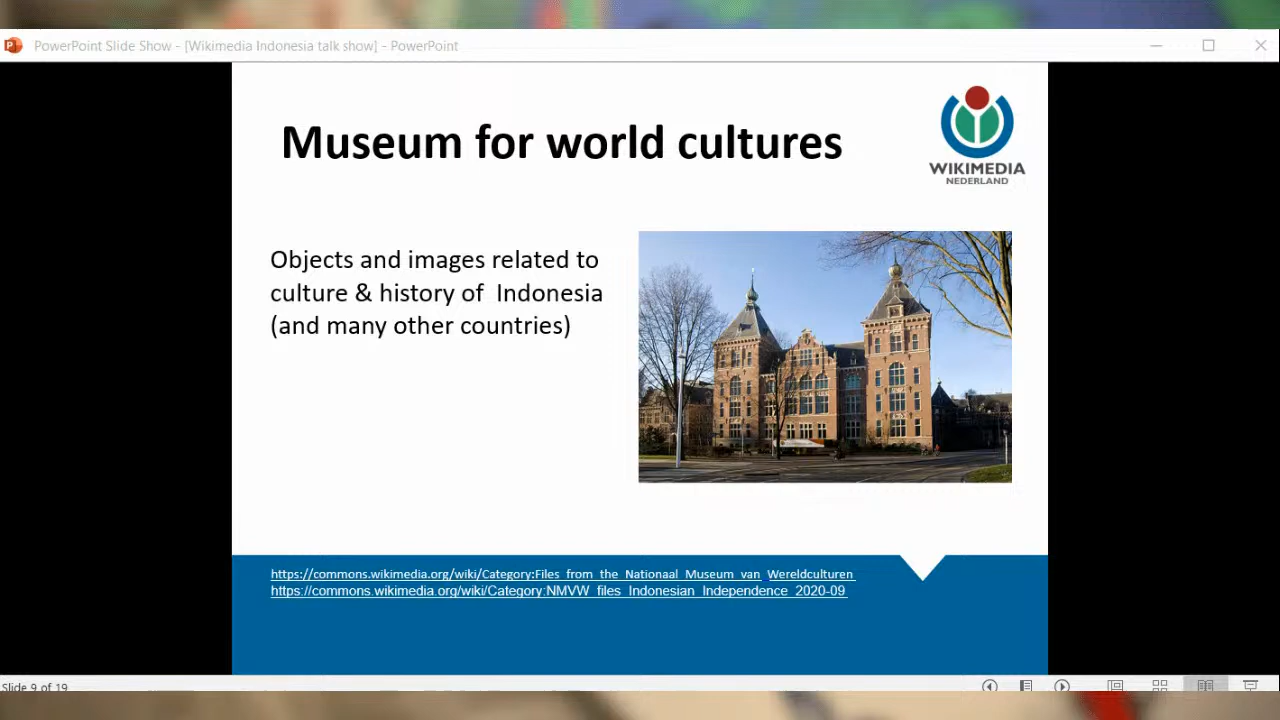 PowerPoint Slide Show - [Wikimedia Indonesia talk show] - PowerPoint
Museum for world cultures
WIKIMEDIA
NEDERLAND
Objects and images related to
culture & history of  Indonesia
(and many other countries)
https://commons.wikimedia.org/wiki/Category:Files_from_the_Nationaal_Museum_van_Wereldculturen
https://commons.wikimedia.org/wiki/Category:NMVW_files_Indonesian_Independence_2020-09
Slide 9 of 19